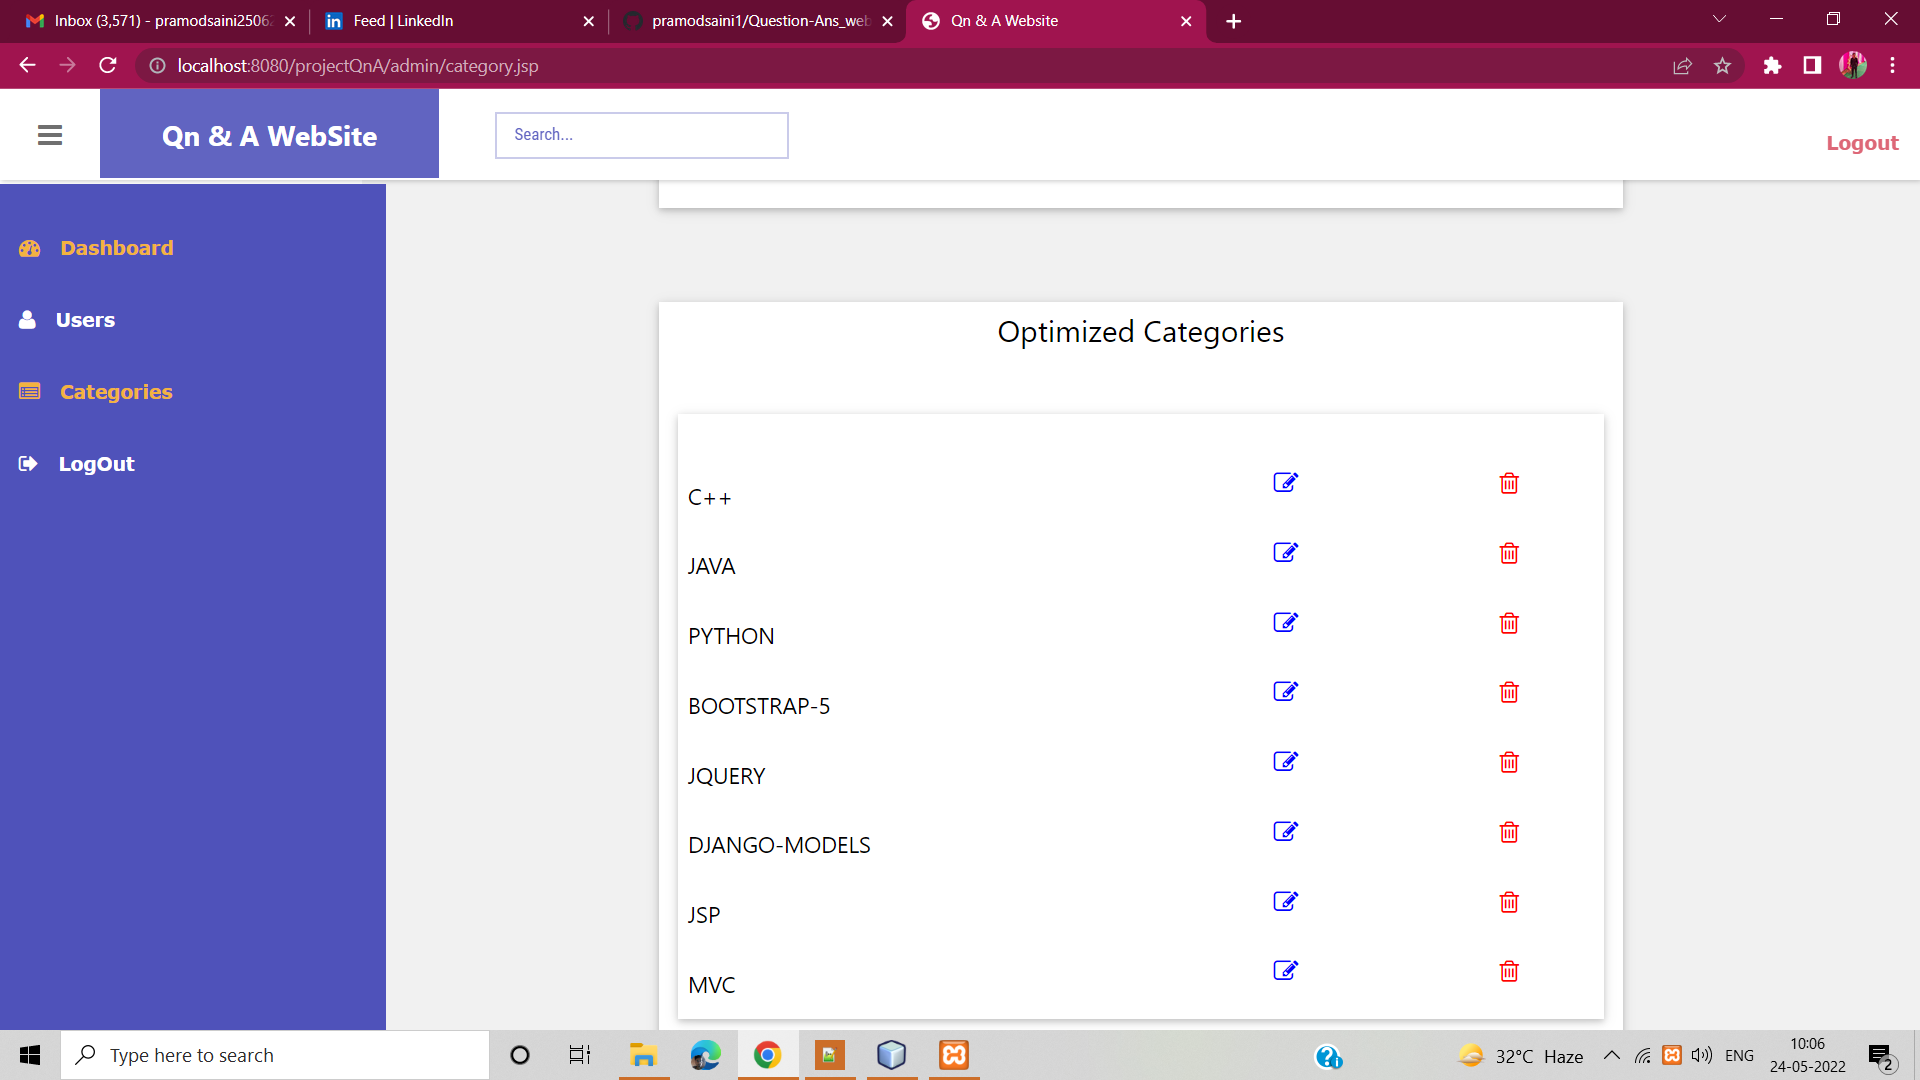 Inbox (3,571) - pramodsaini2506
Feed | LinkedIn
pramodsaini1/Question-Ans_web
Qn & A Website
localhost:8080/projectQnA/admin/category.jsp
Qn & A WebSite
Search...
Logout
Dashboard
Users
Categories
LogOut
Optimized Categories
C++
JAVA
PYTHON
BOOTSTRAP-5
JQUERY
DJANGO-MODELS
JSP
MVC
Type here to search
32°C Haze
ENG
10:06
24-05-2022
2